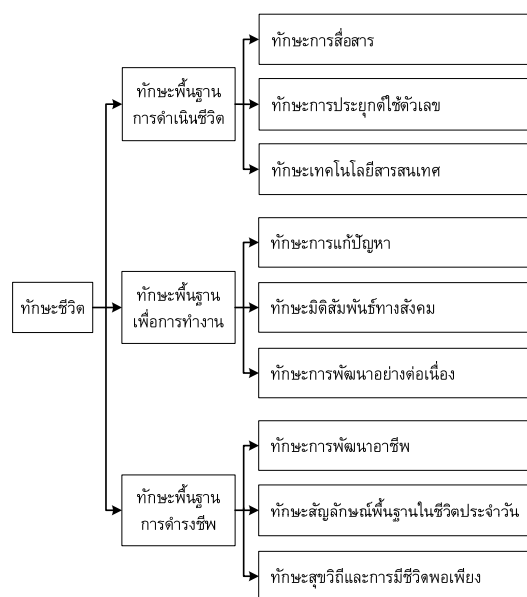 ทักษะชีวิต
ทักษะพื้นฐาน
การดำเนินชีวิต
ทักษะการสื่อสาร
ทักษะการประยุกต์ใช้ตัวเลข
ทักษะเทคโนโลยีสารสนเทศ
ทักษะพื้นฐาน
เพื่อการทำงาน
ทักษะการแก้ปัญหา
ทักษะมิติสัมพันธ์ทางสังคม
ทักษะการพัฒนาอย่างต่อเนื่อง
ทักษะพื้นฐาน
การดำรงชีพ
ทักษะการพัฒนาอาชีพ
ทักษะสัญลักษณ์พื้นฐานในชีวิตประจำวัน
ทักษะสุขวิถีและการมีชีวิตพอเพียง